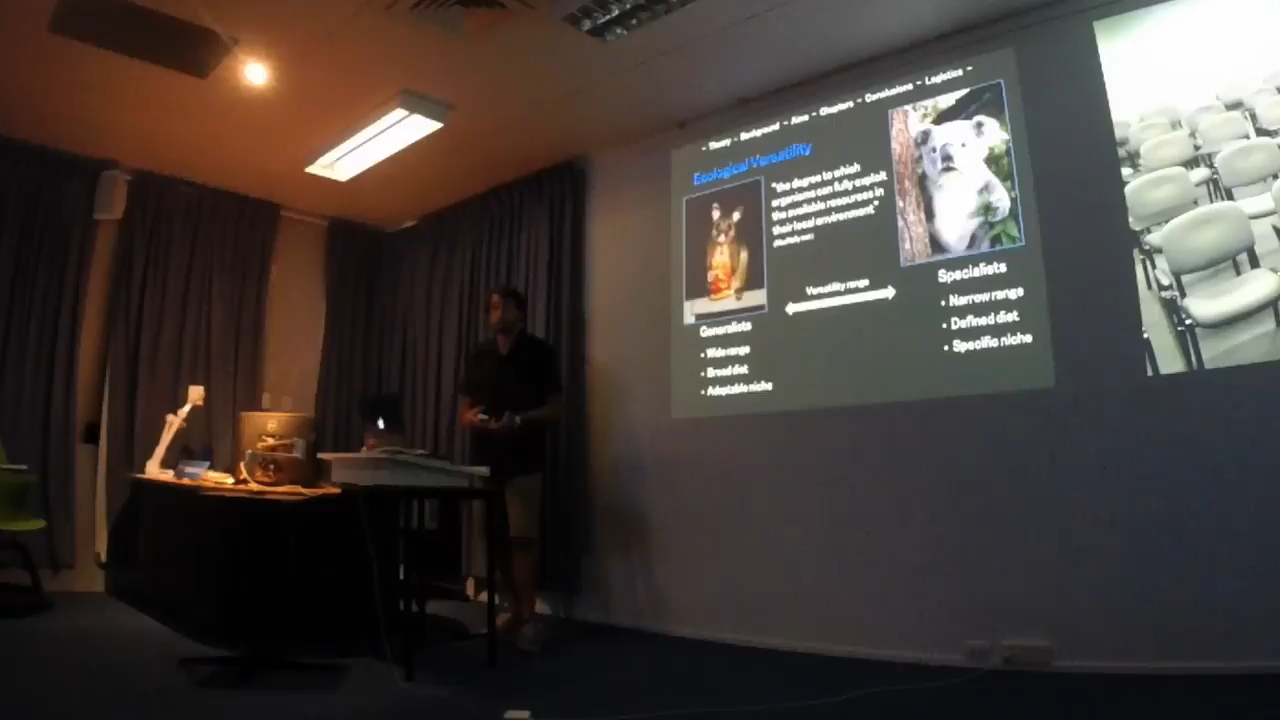 ~ Theory ~ Background ~ Aims ~ Chapters ~ Conclusions ~ Logistics ~
Ecological Versatility
"the degree to which
organisms can fully exploit
the available resources in
their local environment"
Versatility range
Generalists
• Wide range
• Broad diet
• Adaptable niche
Specialists
• Narrow range
• Defined diet
• Specific niche